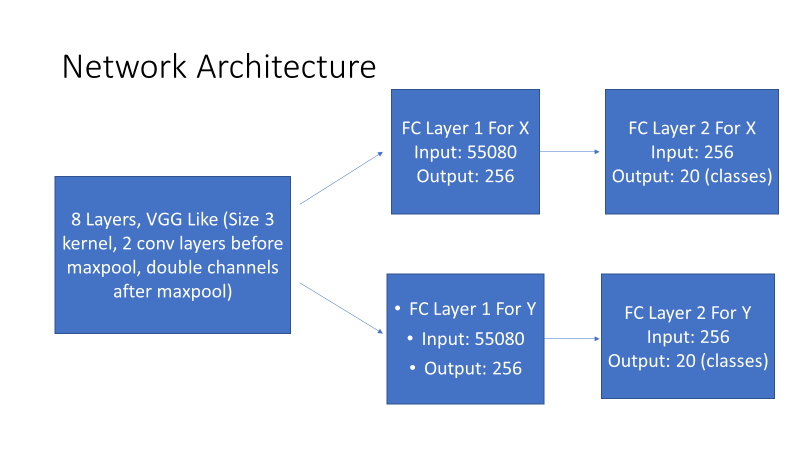 Network Architecture
8 Layers, VGG Like (Size 3
kernel, 2 conv layers before
maxpool, double channels
after maxpool)
FC Layer 1 For X
Input: 55080
Output: 256
FC Layer 2 For X
Input: 256
Output: 20 (classes)
• FC Layer 1 For Y
• Input: 55080
• Output: 256
FC Layer 2 For Y
Input: 256
Output: 20 (classes)